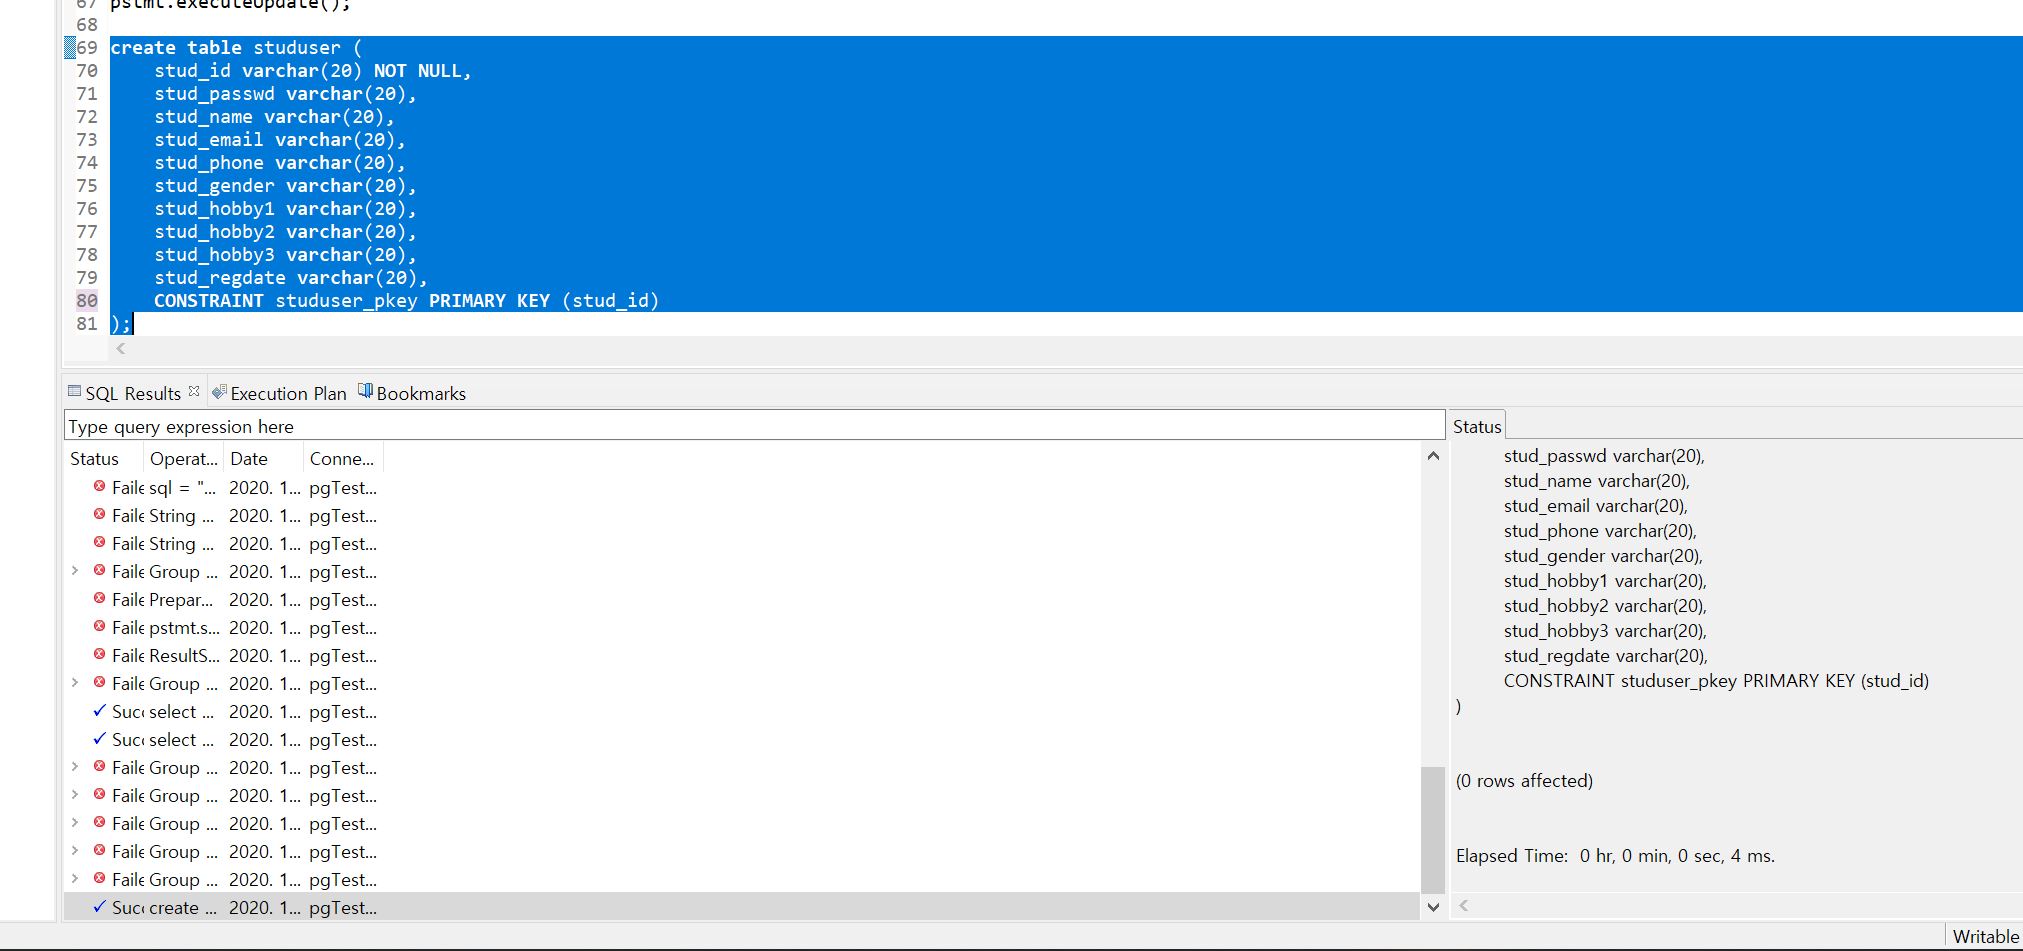 67 pstmt.executeUpdate();
68
69 create table studuser (
70 stud_id varchar(20) NOT NULL,
71 stud_passwd varchar(20),
72 stud_name varchar(20),
73 stud_email varchar(20),
74 stud_phone varchar(20),
75 stud_gender varchar(20),
76 stud_hobby1 varchar(20),
77 stud_hobby2 varchar(20),
78 stud_hobby3 varchar(20),
79 stud_regdate varchar(20),
80 CONSTRAINT studuser_pkey PRIMARY KEY (stud_id)
81 );
SQL Results Execution Plan Bookmarks
Type query expression here
Status Operat... Date Conne...
Faile sql = "... 2020. 1... pgTest...
Faile String ... 2020. 1... pgTest...
Faile String ... 2020. 1... pgTest...
Faile Group ... 2020. 1... pgTest...
Faile Prepar... 2020. 1... pgTest...
Faile pstmt.s... 2020. 1... pgTest...
Faile ResultS... 2020. 1... pgTest...
Faile Group ... 2020. 1... pgTest...
Succ select ... 2020. 1... pgTest...
Succ select ... 2020. 1... pgTest...
Faile Group ... 2020. 1... pgTest...
Faile Group ... 2020. 1... pgTest...
Faile Group ... 2020. 1... pgTest...
Faile Group ... 2020. 1... pgTest...
Faile Group ... 2020. 1... pgTest...
Succ create ... 2020. 1... pgTest...
Status
stud_passwd varchar(20),
stud_name varchar(20),
stud_email varchar(20),
stud_phone varchar(20),
stud_gender varchar(20),
stud_hobby1 varchar(20),
stud_hobby2 varchar(20),
stud_hobby3 varchar(20),
stud_regdate varchar(20),
CONSTRAINT studuser_pkey PRIMARY KEY (stud_id)
)
(0 rows affected)
Elapsed Time: 0 hr, 0 min, 0 sec, 4 ms.
Writable